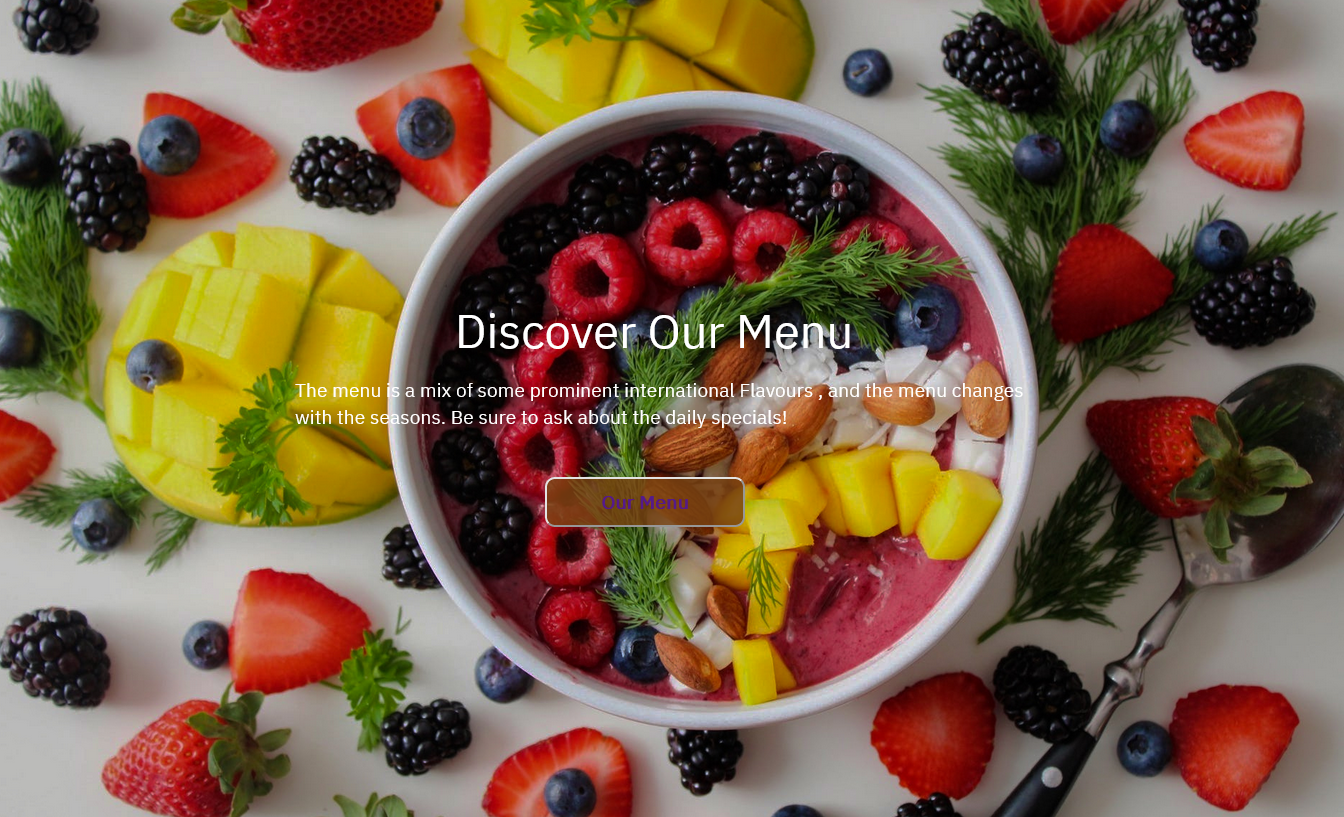 Discover Our Menu
The menu is a mix of some prominent international Flavours , and the menu changes
with the seasons. Be sure to ask about the daily specials!
Our Menu